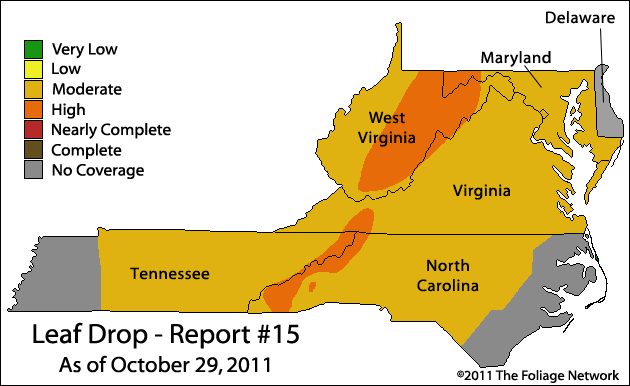 Very Low
Low
Moderate
High
Nearly Complete
Complete
No Coverage
Delaware
Maryland
West
Virginia
Virginia
Tennessee
North
Carolina
Leaf Drop - Report #15
As of October 29, 2011
©2011 The Foliage Network